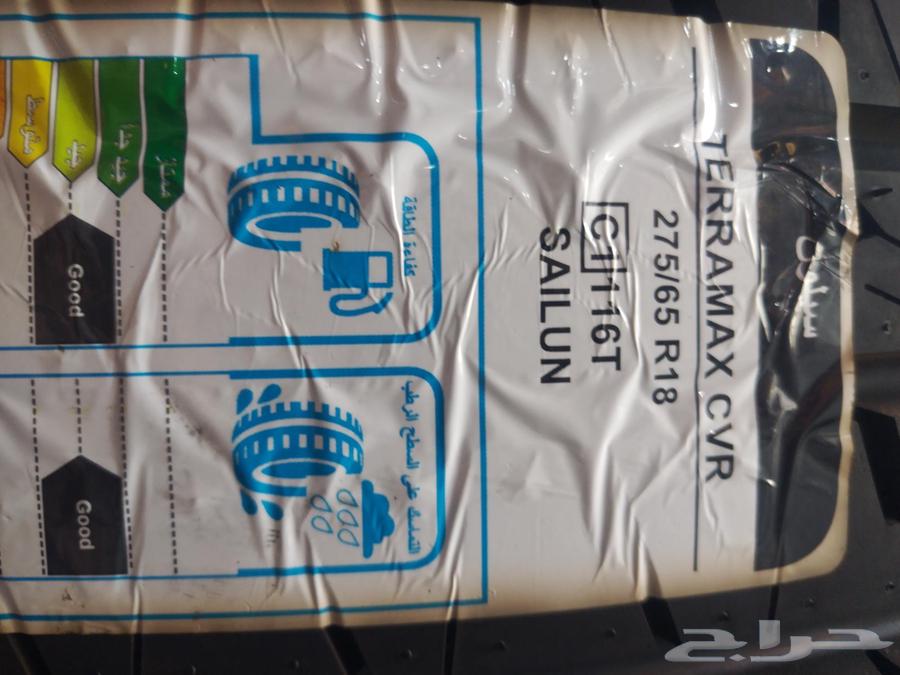 TERRAMAX CVR
275/65 R18
C1 116T
SAILUN
كفاءة الطاقة
التماسك على السطح الرطب
ممتاز
جيد جداً
جيد
Good
Good
حراج